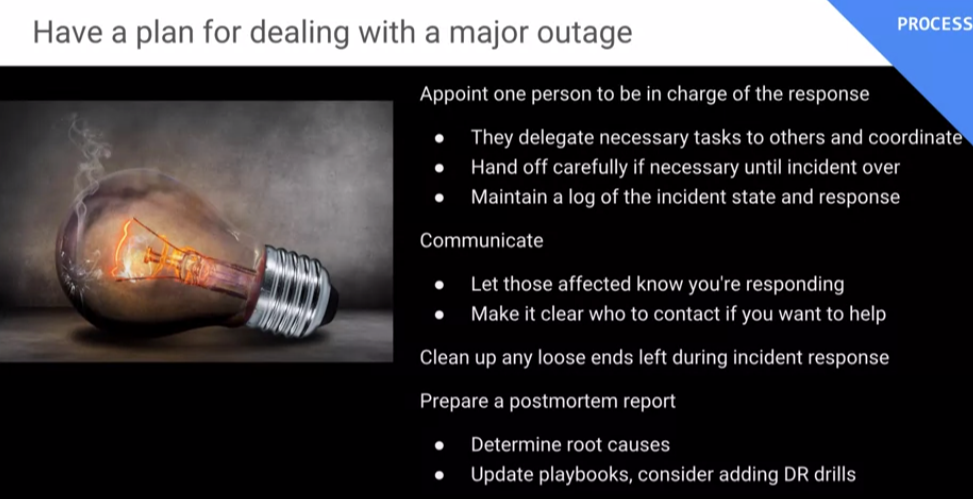 Have a plan for dealing with a major outage
PROCESS
Appoint one person to be in charge of the response
● They delegate necessary tasks to others and coordinate
● Hand off carefully if necessary until incident over
● Maintain a log of the incident state and response
Communicate
● Let those affected know you're responding
● Make it clear who to contact if you want to help
Clean up any loose ends left during incident response
Prepare a postmortem report
● Determine root causes
● Update playbooks, consider adding DR drills